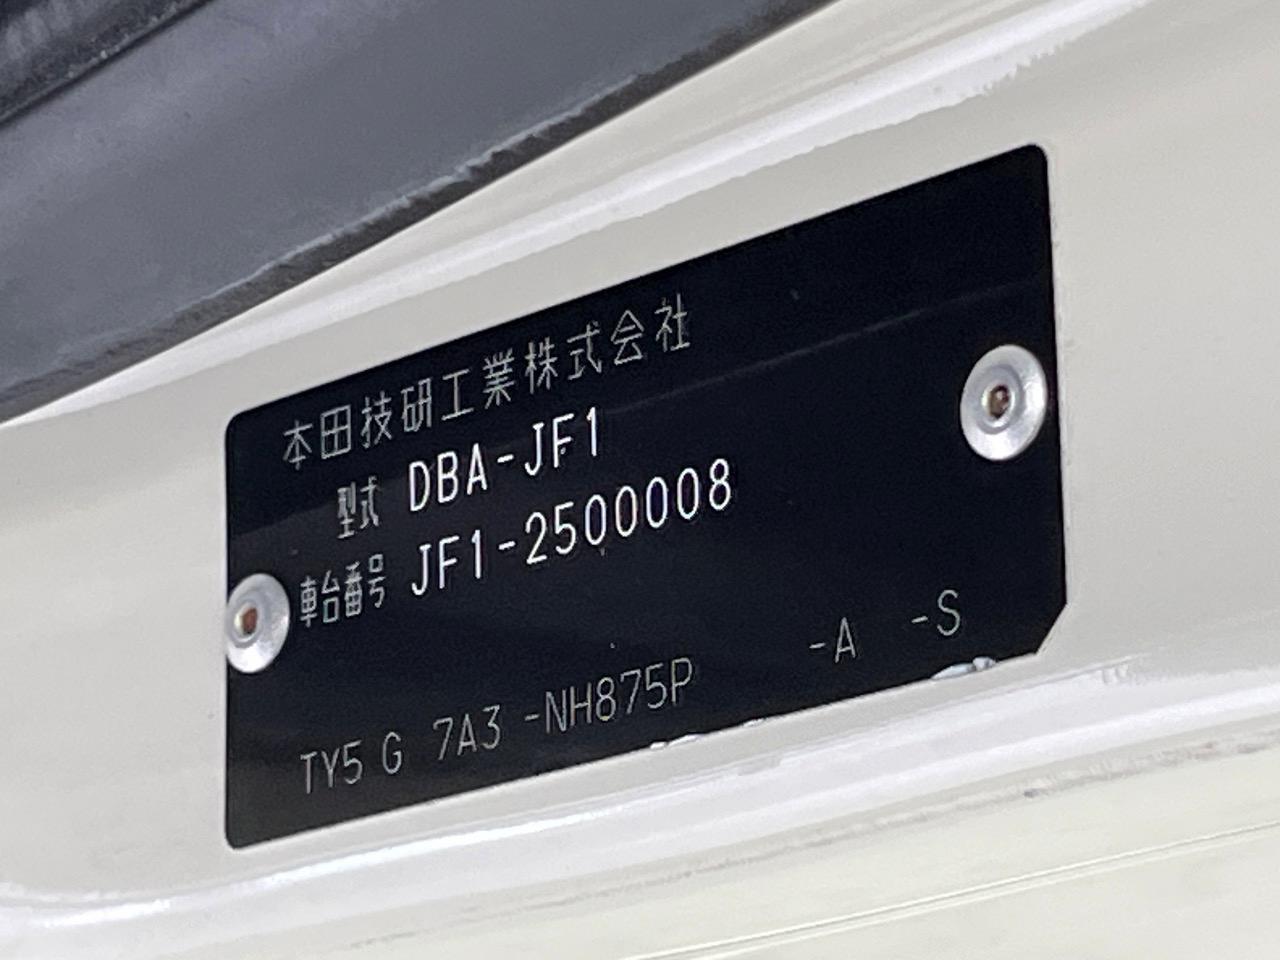 本田技研工業株式会社
型式 DBA-JF1
車台番号 JF1-2500008
TY5 G 7A3 -NH875P -A -S